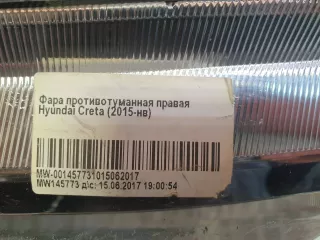 Фара противотуманная правая
Hyundai Creta (2015-нв)
MW-001457731015062017
MW145773 д\с: 15.06.2017 19:00:54